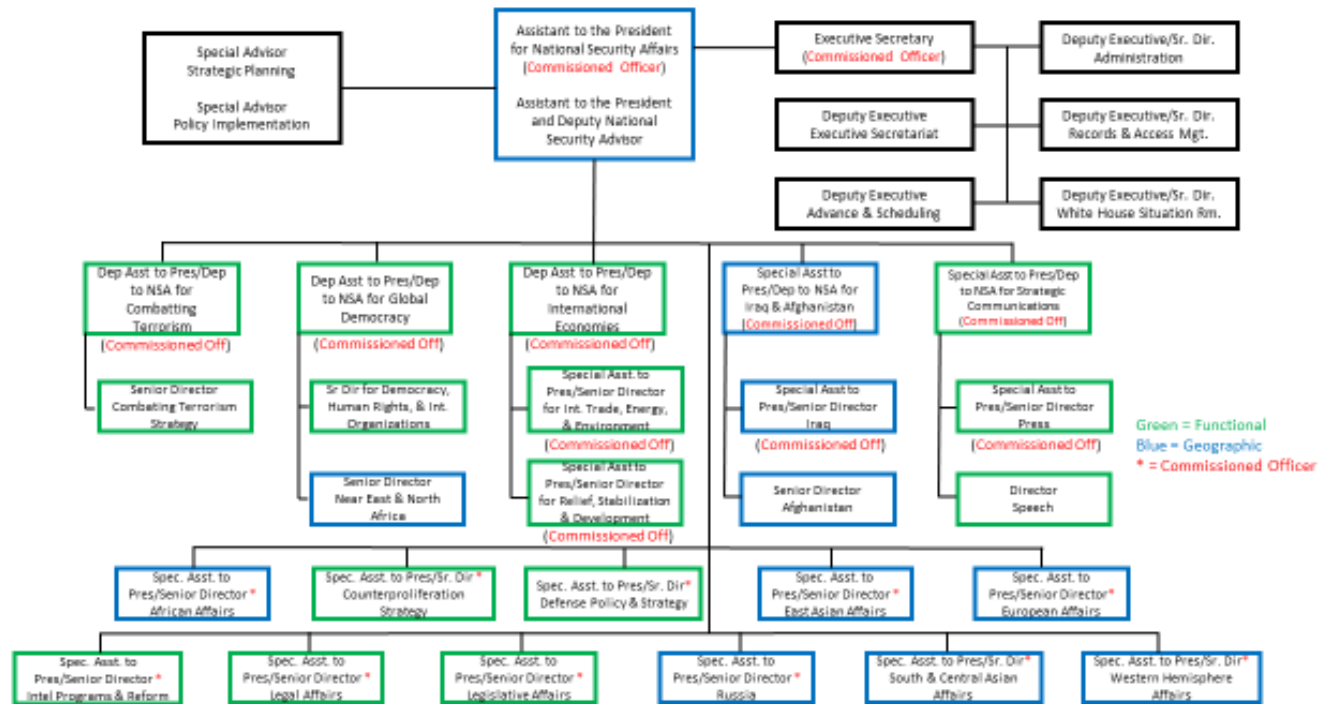 Special Advisor
Strategic Planning
Special Advisor
Policy Implementation
Assistant to the President
for National Security Affairs
(Commissioned Officer)
Assistant to the President
and Deputy National
Security Advisor
Executive Secretary
(Commissioned Officer)
Deputy Executive/Sr. Dir.
Administration
Deputy Executive
Executive Secretariat
Deputy Executive/Sr. Dir.
Records & Access Mgt.
Deputy Executive
Advance & Scheduling
Deputy Executive/Sr. Dir.
White House Situation Rm.
Dep Asst to Pres/Dep
to NSA for
Combatting
Terrorism
(Commissioned Off)
Dep Asst to Pres/Dep
to NSA for Global
Democracy
(Commissioned Off)
Dep Asst to Pres/Dep
to NSA for
International
Economies
(Commissioned Off)
Special Asst to
Pres/Dep to NSA for
Iraq & Afghanistan
(Commissioned Off)
Special Asst to Pres/Dep
to NSA for Strategic
Communications
(Commissioned Off)
Senior Director
Combating Terrorism
Strategy
Sr Dir for Democracy,
Human Rights, & Int.
Organizations
Special Asst. to
Pres/Senior Director
for Int. Trade, Energy,
& Environment
(Commissioned Off)
Special Asst to
Pres/Senior Director
Iraq
(Commissioned Off)
Special Asst to
Pres/Senior Director
Press
(Commissioned Off)
Green = Functional
Blue = Geographic
* = Commissioned Officer
Senior Director
Near East & North
Africa
Special Asst to
Pres/Senior Director
for Relief, Stabilization
& Development
(Commissioned Off)
Senior Director
Afghanistan
Director
Speech
Spec. Asst. to
Pres/Senior Director *
African Affairs
Spec. Asst. to Pres/Sr. Dir *
Counterproliferation
Strategy
Spec. Asst. to Pres/Sr. Dir *
Defense Policy & Strategy
Spec. Asst. to
Pres/Senior Director *
East Asian Affairs
Spec. Asst. to
Pres/Senior Director *
European Affairs
Spec. Asst. to
Pres/Senior Director *
Intel Programs & Reform
Spec. Asst. to
Pres/Senior Director *
Legal Affairs
Spec. Asst. to
Pres/Senior Director *
Legislative Affairs
Spec. Asst. to
Pres/Senior Director *
Russia
Spec. Asst to Pres/Sr. Dir*
South & Central Asian
Affairs
Spec. Asst. to Pres/Sr. Dir*
Western Hemisphere
Affairs